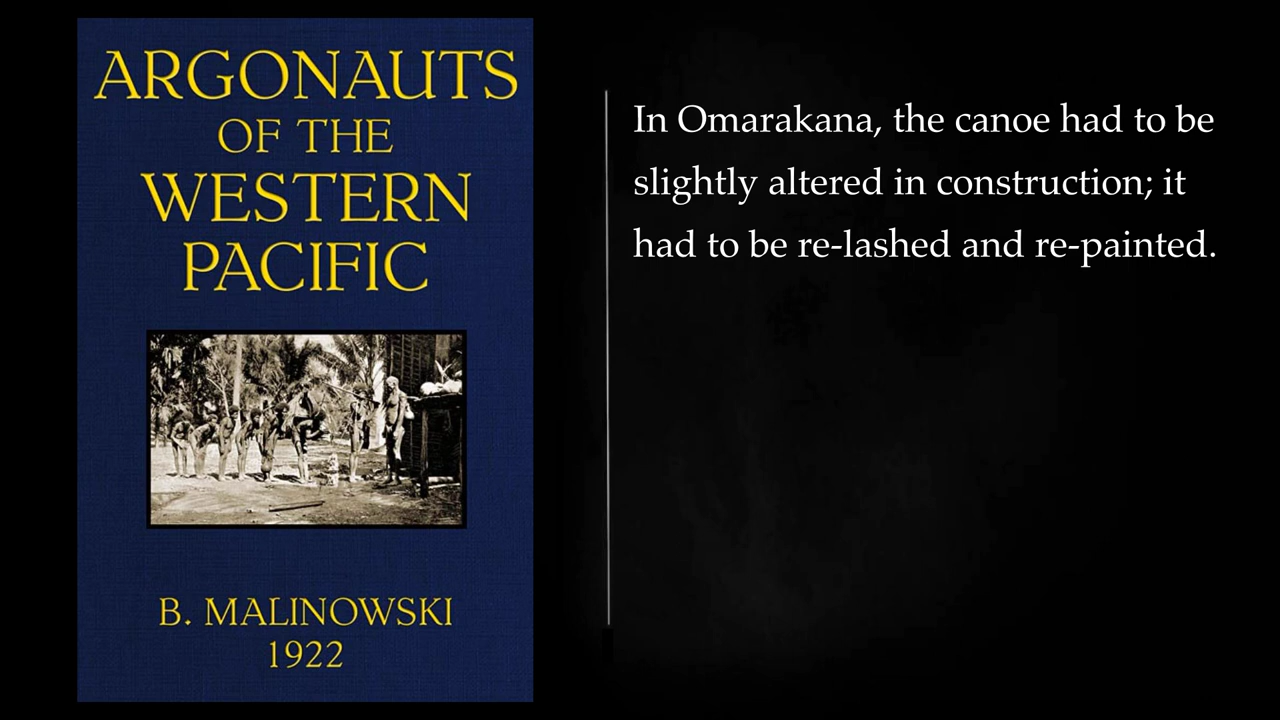 ARGONAUTS
OF THE
WESTERN
PACIFIC
B. MALINOWSKI
1922
In Omarakana, the canoe had to be
slightly altered in construction; it
had to be re-lashed and re-painted.